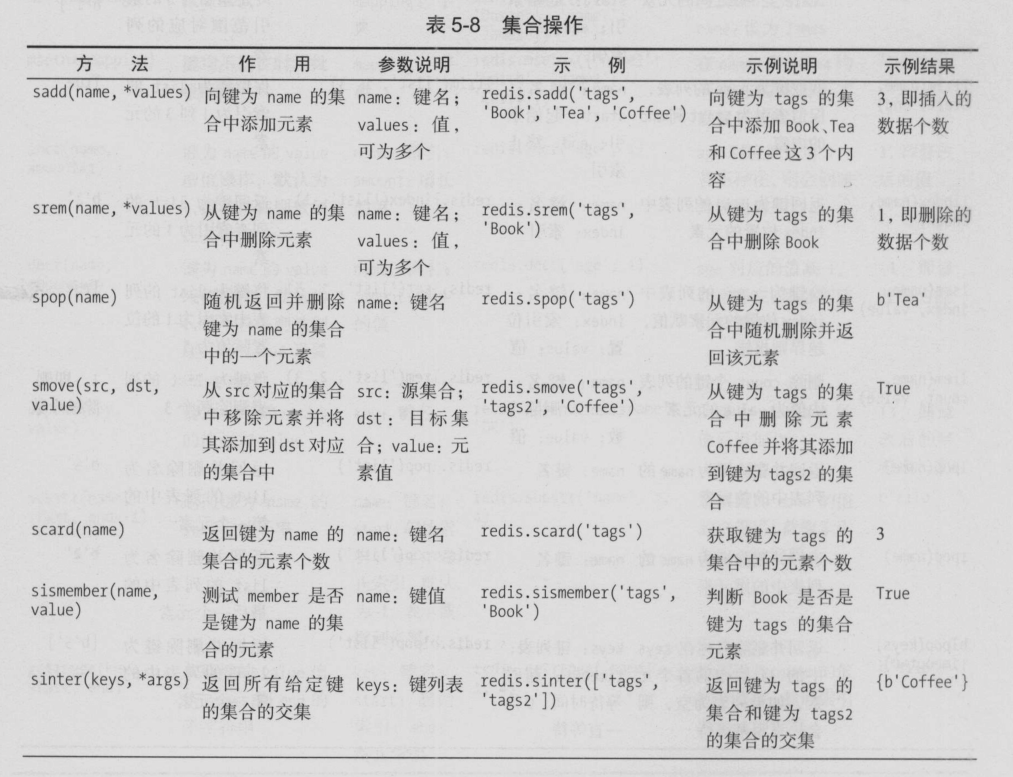 表 5-8 集合操作
方 法 作 用 参数说明 示 例 示例说明 示例结果
sadd(name, *values) 向键为 name 的集 name: 键名; redis.sadd('tags', 向键为 tags 的集 3, 即插入的
合中添加元素 values: 值, 'Book', 'Tea', 'Coffee') 合中添加 Book、Tea 数据个数
可为多个 和 Coffee 这 3 个内
容
srem(name, *values) 从键为 name 的集 name: 键名; redis.srem('tags', 从键为 tags 的集 1, 即删除的
合中删除元素 values: 值, 'Book') 合中删除 Book 数据个数
可为多个
spop(name) 随机返回并删除 name: 键名 redis.spop('tags') 从键为 tags 的集 b'Tea'
键为 name 的集合 合中随机删除并返
中的一个元素 回该元素
smove(src, dst, 从 src 对应的集合 src: 源集合; redis.smove('tags', 从键为 tags 的集 True
value) 中移除元素并将 dst: 目标集 'tags2', 'Coffee') 合中删除元素
其添加到 dst 对应 合; value: 元 Coffee 并将其添加
的集合中 素值 到键为 tags2 的集
合
scard(name) 返回键为 name 的 name: 键名 redis.scard('tags') 获取键为 tags 的 3
集合的元素个数 集合中的元素个数
sismember(name, 测试 member 是否 name: 键值 redis.sismember('tags', 判断 Book 是否是 True
value) 是键为 name 的集 'Book') 键为 tags 的集合
合的元素 元素
sinter(keys, *args) 返回所有给定键 keys: 键列表 redis.sinter(['tags', 返回键为 tags 的 {b'Coffee'}
的集合的交集 'tags2']) 集合和键为 tags2
的集合的交集